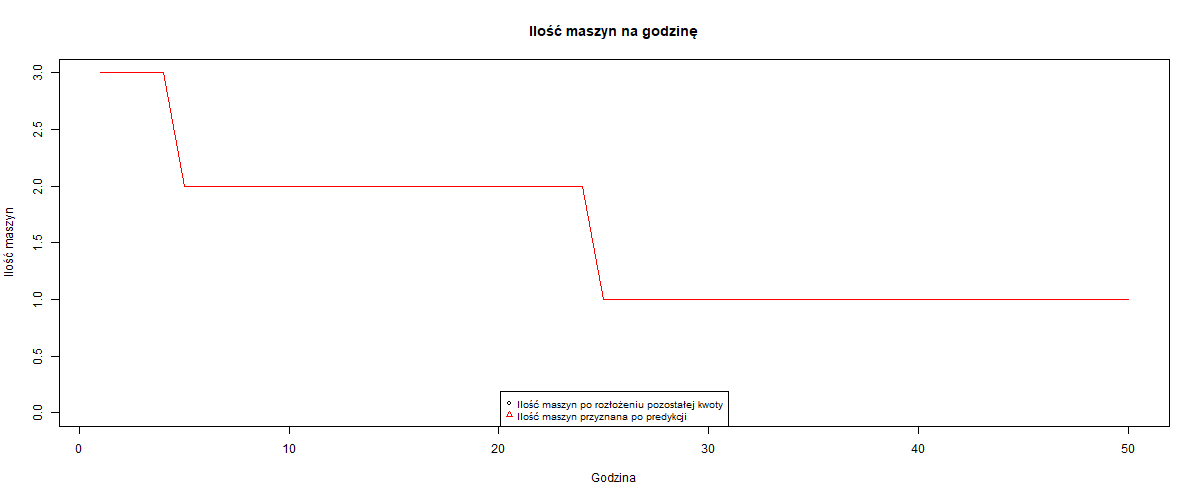 Ilość maszyn na godzinę
Ilość maszyn
3.0
2.5
2.0
1.5
1.0
0.5
0.0
Ilość maszyn po rozłożeniu pozostałej kwoty
Ilość maszyn przyznana po predykcji
0 10 20 30 40 50
Godzina